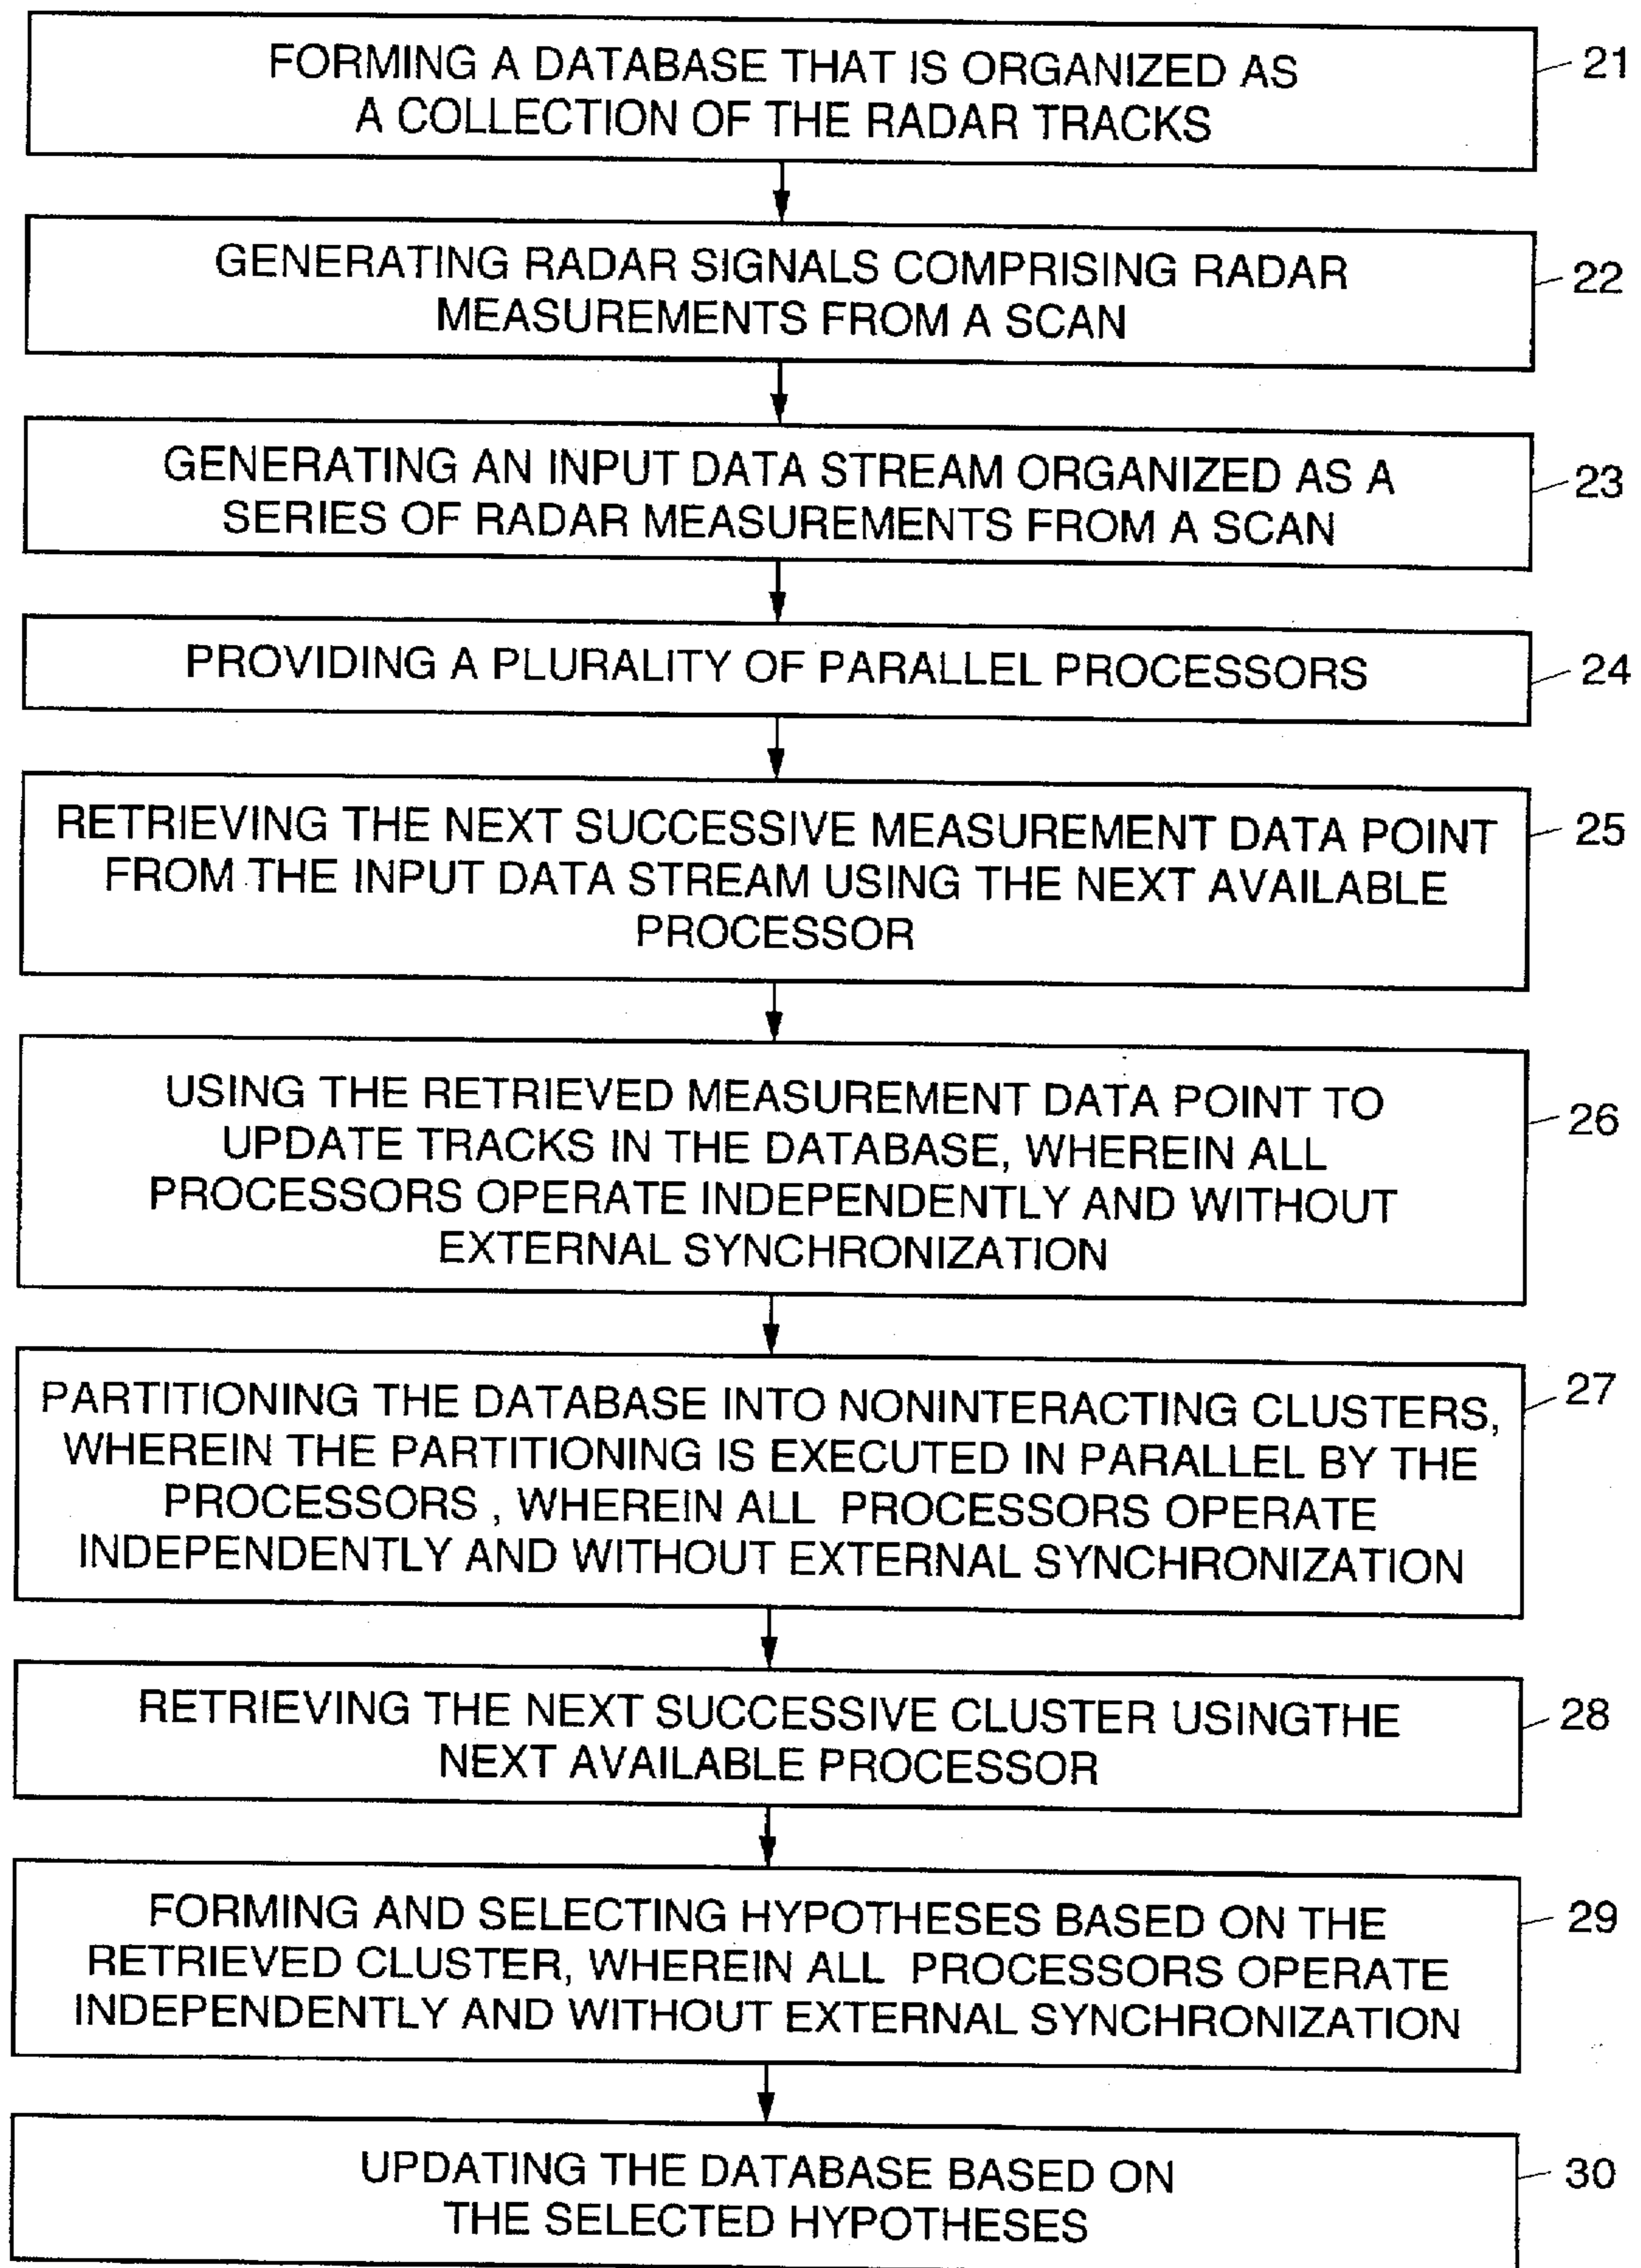 FORMING A DATABASE THAT IS ORGANIZED AS
A COLLECTION OF THE RADAR TRACKS
21
GENERATING RADAR SIGNALS COMPRISING RADAR
MEASUREMENTS FROM A SCAN
22
GENERATING AN INPUT DATA STREAM ORGANIZED AS A
SERIES OF RADAR MEASUREMENTS FROM A SCAN
23
PROVIDING A PLURALITY OF PARALLEL PROCESSORS
24
RETRIEVING THE NEXT SUCCESSIVE MEASUREMENT DATA POINT
FROM THE INPUT DATA STREAM USING THE NEXT AVAILABLE
PROCESSOR
25
USING THE RETRIEVED MEASUREMENT DATA POINT TO
UPDATE TRACKS IN THE DATABASE, WHEREIN ALL
PROCESSORS OPERATE INDEPENDENTLY AND WITHOUT
EXTERNAL SYNCHRONIZATION
26
PARTITIONING THE DATABASE INTO NONINTERACTING CLUSTERS,
WHEREIN THE PARTITIONING IS EXECUTED IN PARALLEL BY THE
PROCESSORS , WHEREIN ALL PROCESSORS OPERATE
INDEPENDENTLY AND WITHOUT EXTERNAL SYNCHRONIZATION
27
RETRIEVING THE NEXT SUCCESSIVE CLUSTER USINGTHE
NEXT AVAILABLE PROCESSOR
28
FORMING AND SELECTING HYPOTHESES BASED ON THE
RETRIEVED CLUSTER, WHEREIN ALL PROCESSORS OPERATE
INDEPENDENTLY AND WITHOUT EXTERNAL SYNCHRONIZATION
29
UPDATING THE DATABASE BASED ON
THE SELECTED HYPOTHESES
30